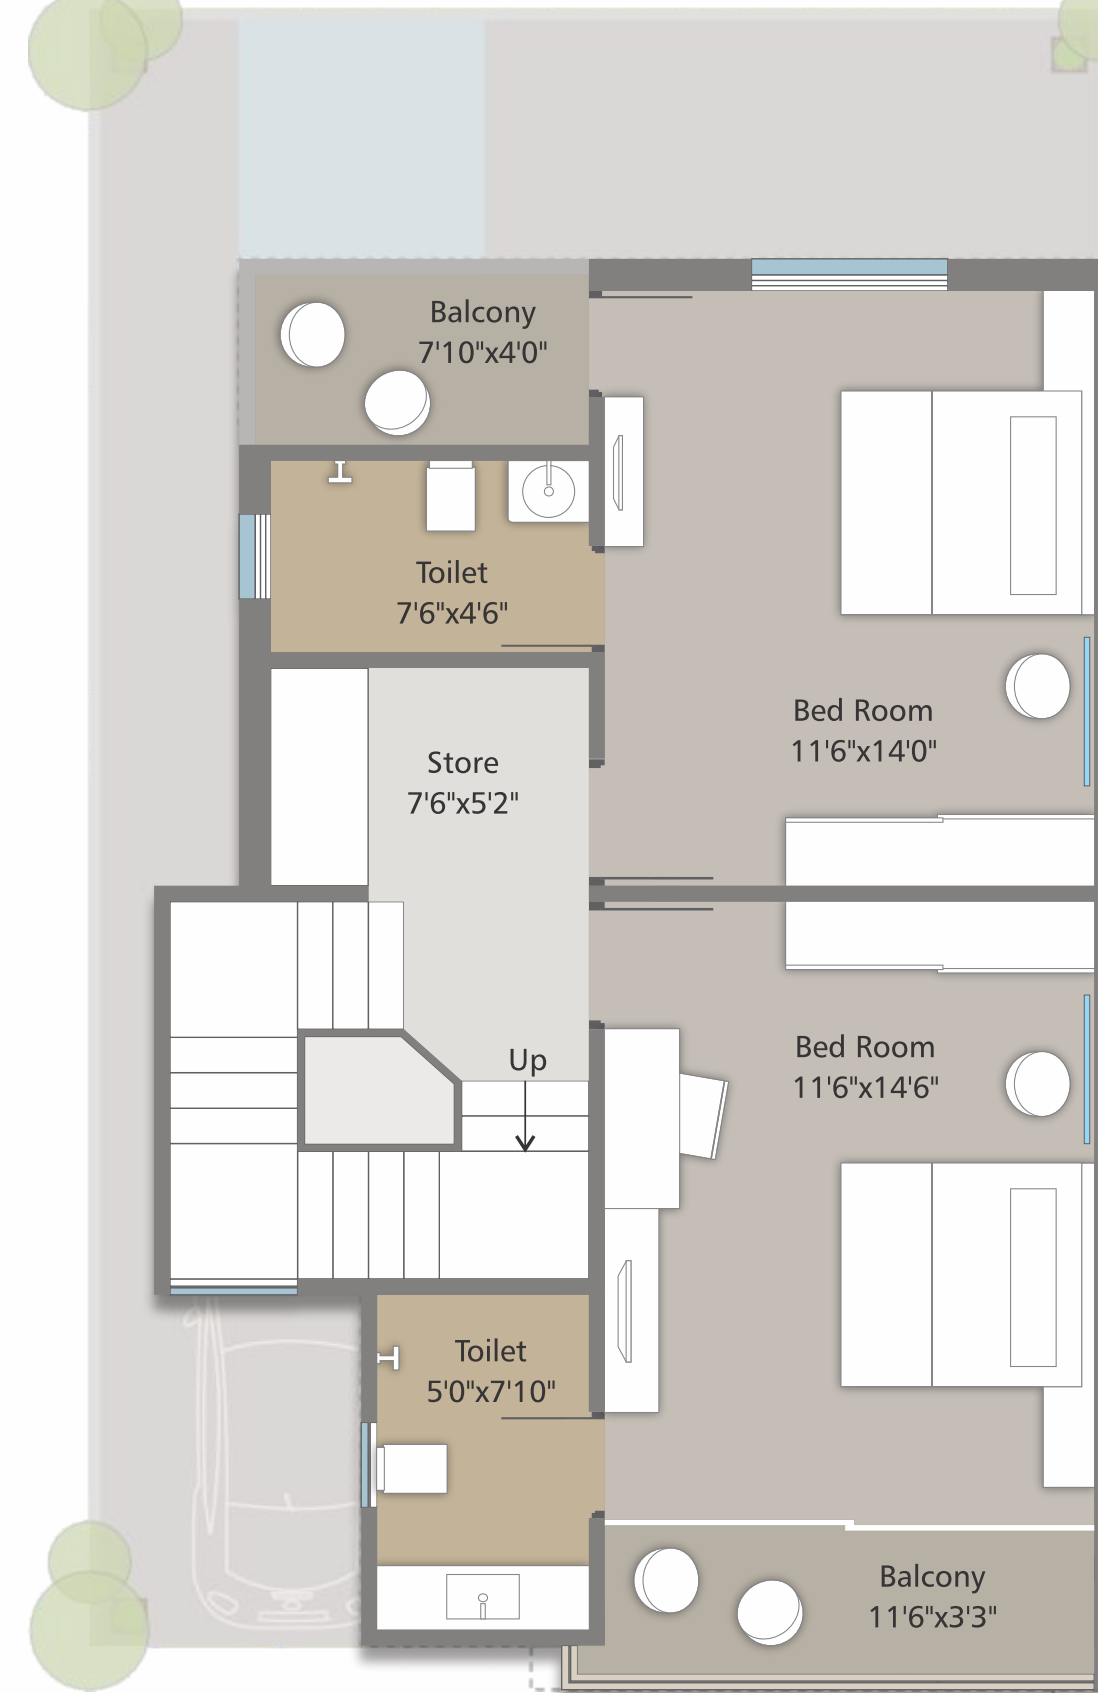 Balcony
7'10"x4'0"
Toilet
7'6"x4'6"
Bed Room
11'6"x14'0"
Store
7'6"x5'2"
Bed Room
11'6"x14'6"
Up
Toilet
5'0"x7'10"
Balcony
11'6"x3'3"